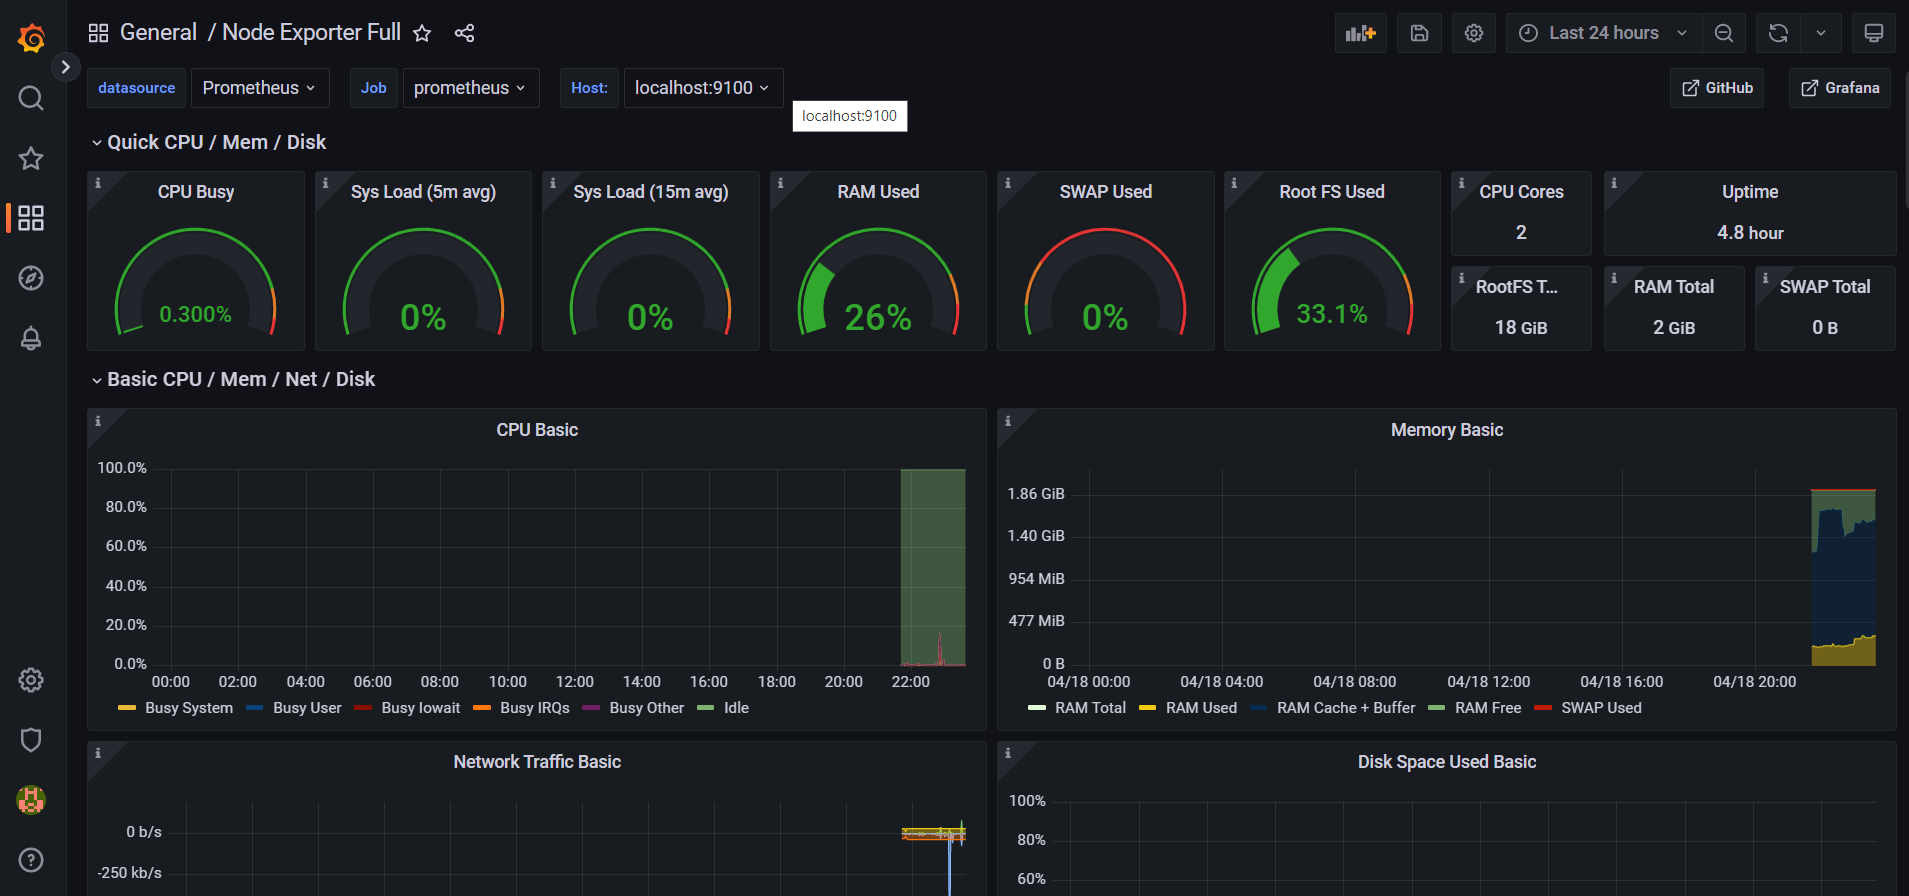 General / Node Exporter Full
Last 24 hours
datasource Prometheus Job prometheus Host: localhost:9100 GitHub Grafana
localhost:9100
Quick CPU / Mem / Disk
CPU Busy
0.300%
Sys Load (5m avg)
0%
Sys Load (15m avg)
0%
RAM Used
26%
SWAP Used
0%
Root FS Used
33.1%
CPU Cores
2
Uptime
4.8 hour
RootFS T...
18 GiB
RAM Total
2 GiB
SWAP Total
0 B
Basic CPU / Mem / Net / Disk
CPU Basic
100.0%
80.0%
60.0%
40.0%
20.0%
0.0%
00:00 02:00 04:00 06:00 08:00 10:00 12:00 14:00 16:00 18:00 20:00 22:00
Busy System Busy User Busy Iowait Busy IRQs Busy Other Idle
Memory Basic
1.86 GiB
1.40 GiB
954 MiB
477 MiB
0 B
04/18 00:00 04/18 04:00 04/18 08:00 04/18 12:00 04/18 16:00 04/18 20:00
RAM Total RAM Used RAM Cache + Buffer RAM Free SWAP Used
Network Traffic Basic
0 b/s
-250 kb/s
Disk Space Used Basic
100%
80%
60%